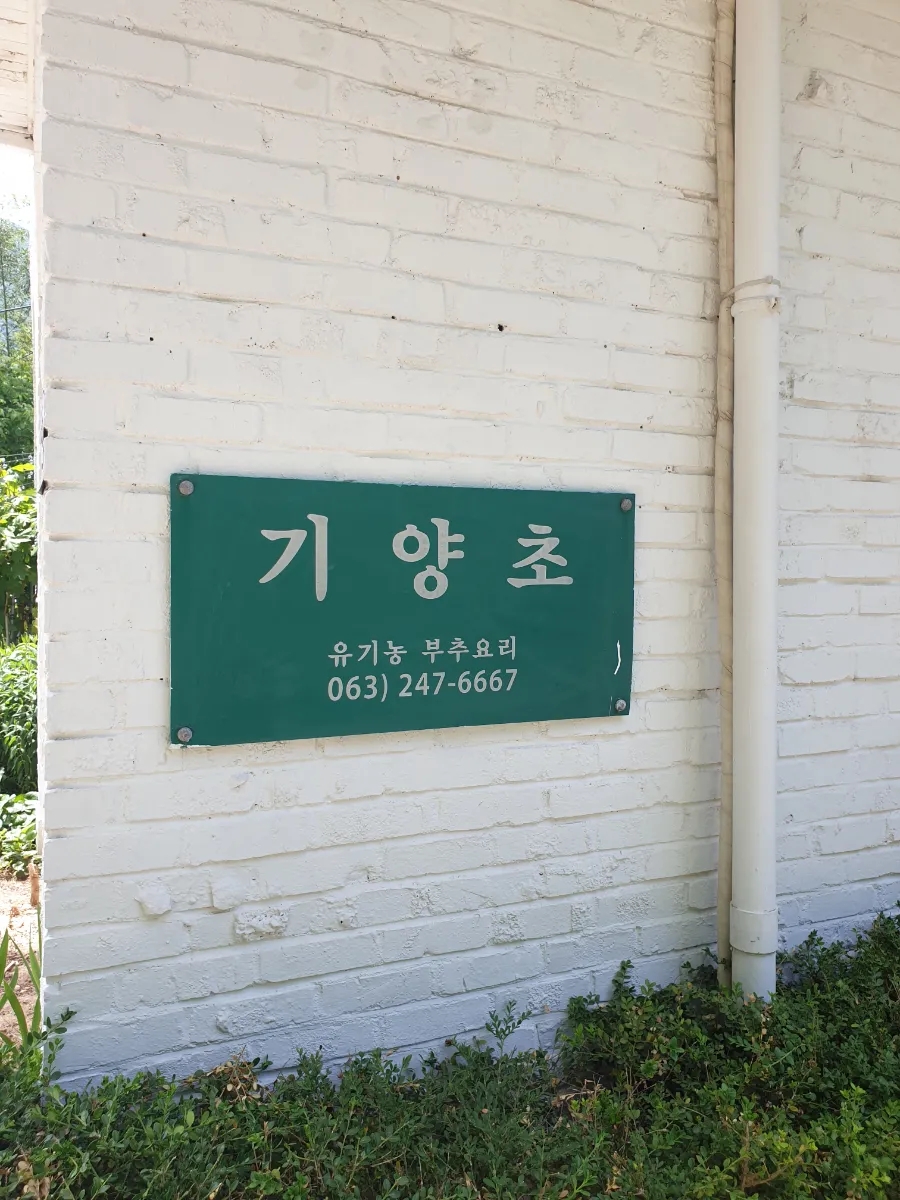 기 양 초
유기농 부추요리
063) 247-6667